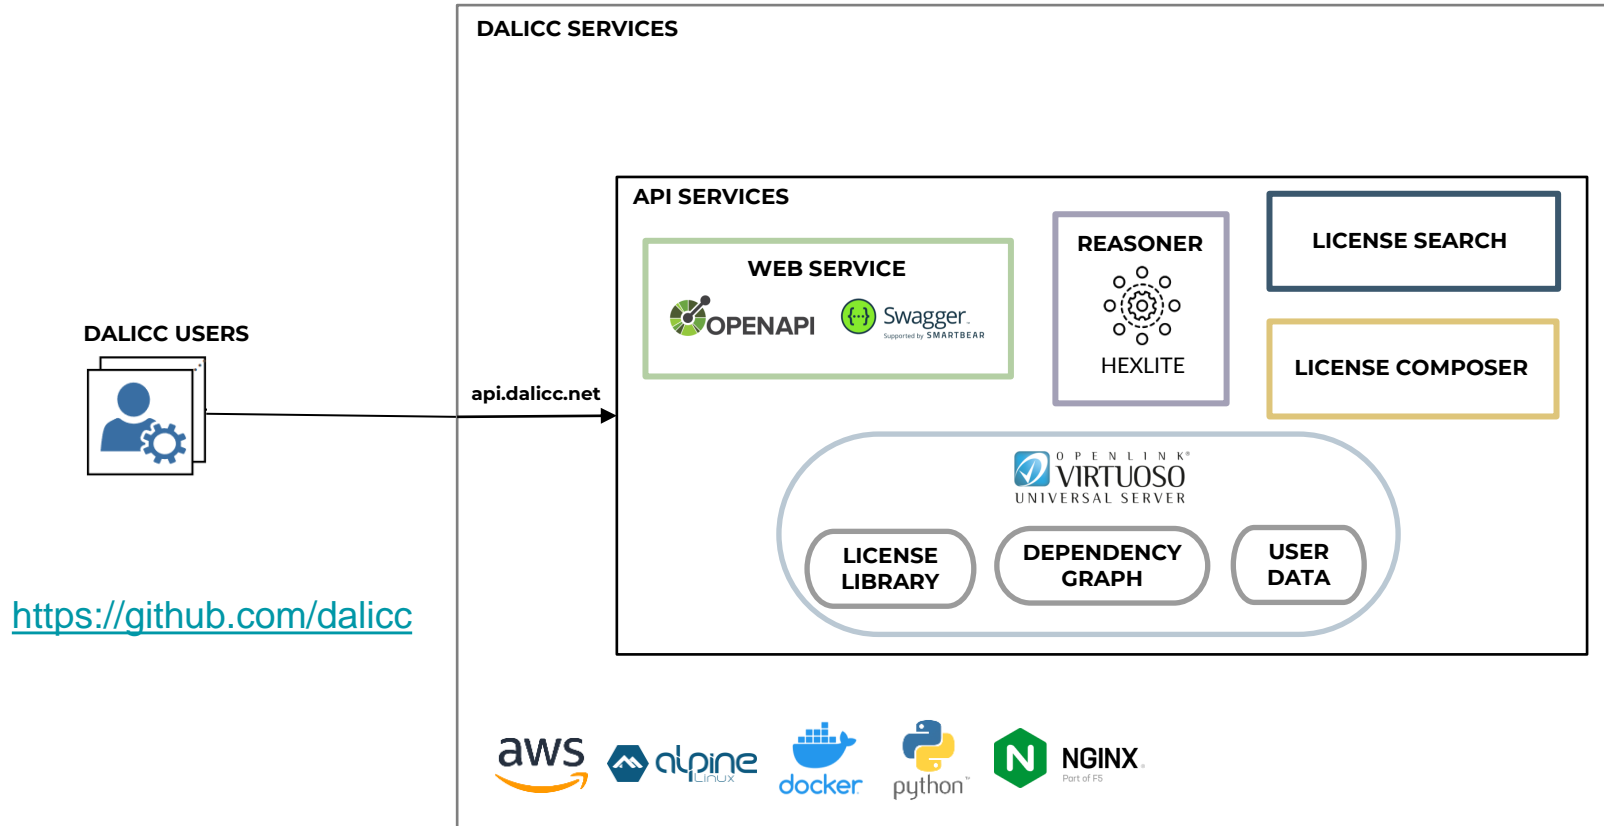 DALICC SERVICES
API SERVICES
WEB SERVICE
OPENAPI
{···} Swagger™
Supported by SMARTBEAR
REASONER
HEXLITE
LICENSE SEARCH
LICENSE COMPOSER
DALICC USERS
api.dalicc.net
OPENLINK®
VIRTUOSO
UNIVERSAL SERVER
LICENSE
LIBRARY
DEPENDENCY
GRAPH
USER
DATA
https://github.com/dalicc
aws
alpine
Linux
docker
python™
N NGINX
Part of F5